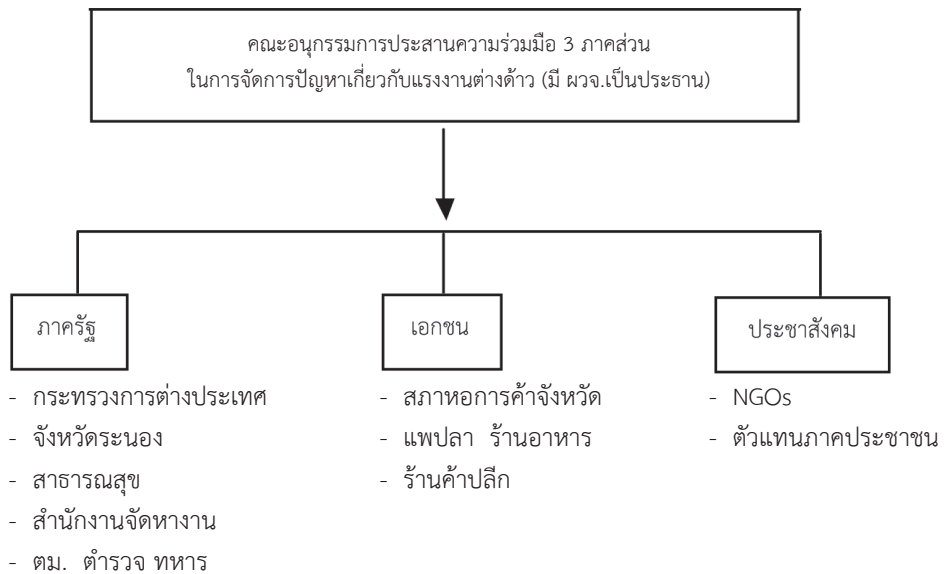 คณะอนุกรรมการประสานความร่วมมือ 3 ภาคส่วน
ในการจัดการปัญหาเกี่ยวกับแรงงานต่างด้าว (มี ผวจ.เป็นประธาน)
ภาครัฐ
- กระทรวงการต่างประเทศ
- จังหวัดระนอง
- สาธารณสุข
- สำนักงานจัดหางาน
- ตม. ตำรวจ ทหาร
เอกชน
- สภาหอการค้าจังหวัด
- แพปลา ร้านอาหาร
- ร้านค้าปลีก
ประชาสังคม
- NGOs
- ตัวแทนภาคประชาชน